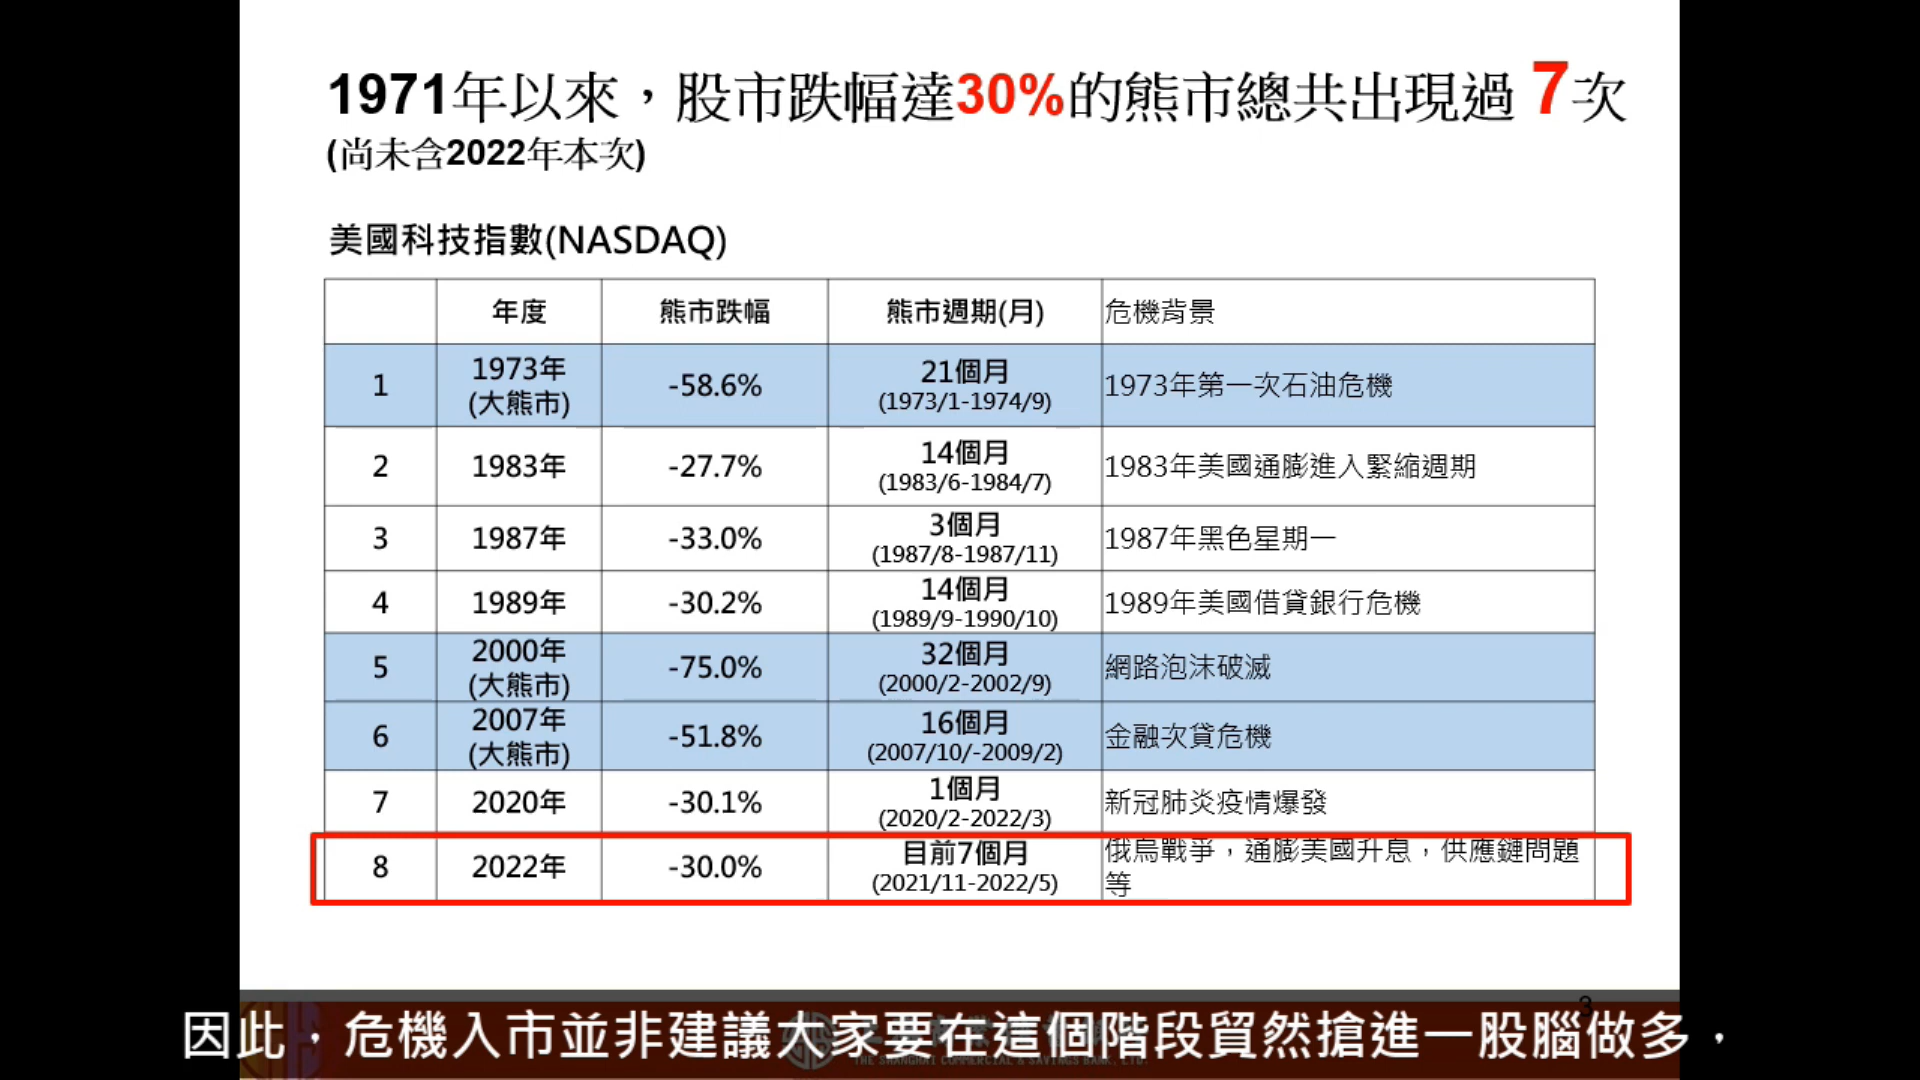 1971年以來，股市跌幅達30%的熊市總共出現過 7次
(尚未含2022年本次)
美國科技指數(NASDAQ)
年度 熊市跌幅 熊市週期(月) 危機背景
1 1973年 (大熊市) -58.6% 21個月 (1973/1-1974/9) 1973年第一次石油危機
2 1983年 -27.7% 14個月 (1983/6-1984/7) 1983年美國通膨進入緊縮週期
3 1987年 -33.0% 3個月 (1987/8-1987/11) 1987年黑色星期一
4 1989年 -30.2% 14個月 (1989/9-1990/10) 1989年美國借貸銀行危機
5 2000年 (大熊市) -75.0% 32個月 (2000/2-2002/9) 網路泡沫破滅
6 2007年 (大熊市) -51.8% 16個月 (2007/10/-2009/2) 金融次貸危機
7 2020年 -30.1% 1個月 (2020/2-2022/3) 新冠肺炎疫情爆發
8 2022年 -30.0% 目前7個月 (2021/11-2022/5) 俄烏戰爭，通膨美國升息，供應鏈問題等
3
因此，危機入市並非建議大家要在這個階段貿然搶進一股腦做多，
THE SHANGHAI COMMERCIAL & SAVINGS BANK, LTD.